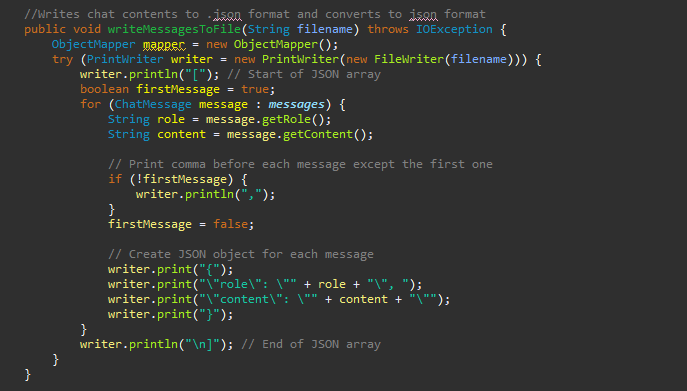 //Writes chat contents to .json format and converts to json format
public void writeMessagesToFile(String filename) throws IOException {
    ObjectMapper mapper = new ObjectMapper();
    try (PrintWriter writer = new PrintWriter(new FileWriter(filename))) {
        writer.println("["); // Start of JSON array
        boolean firstMessage = true;
        for (ChatMessage message : messages) {
            String role = message.getRole();
            String content = message.getContent();

            // Print comma before each message except the first one
            if (!firstMessage) {
                writer.println(",");
            }
            firstMessage = false;

            // Create JSON object for each message
            writer.print("{");
            writer.print("\"role\": \"" + role + "\", ");
            writer.print("\"content\": \"" + content + "\"");
            writer.print("}");
        }
        writer.println("\n]"); // End of JSON array
    }
}